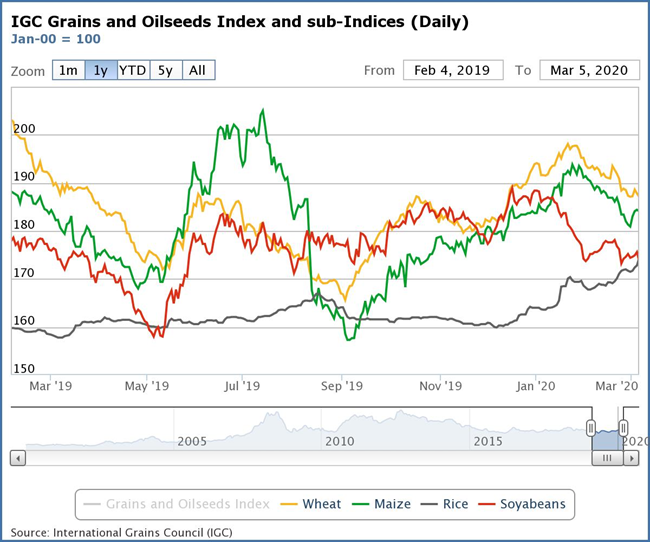 IGC Grains and Oilseeds Index and sub-Indices (Daily)
Jan-00 = 100
Zoom 1m 1y YTD 5y All From Feb 4, 2019 To Mar 5, 2020
200
190
180
170
160
150
Mar '19 May '19 Jul '19 Sep '19 Nov '19 Jan '20 Mar '20
2005 2010 2015 2020
Grains and Oilseeds Index Wheat Maize Rice Soyabeans
Source: International Grains Council (IGC)